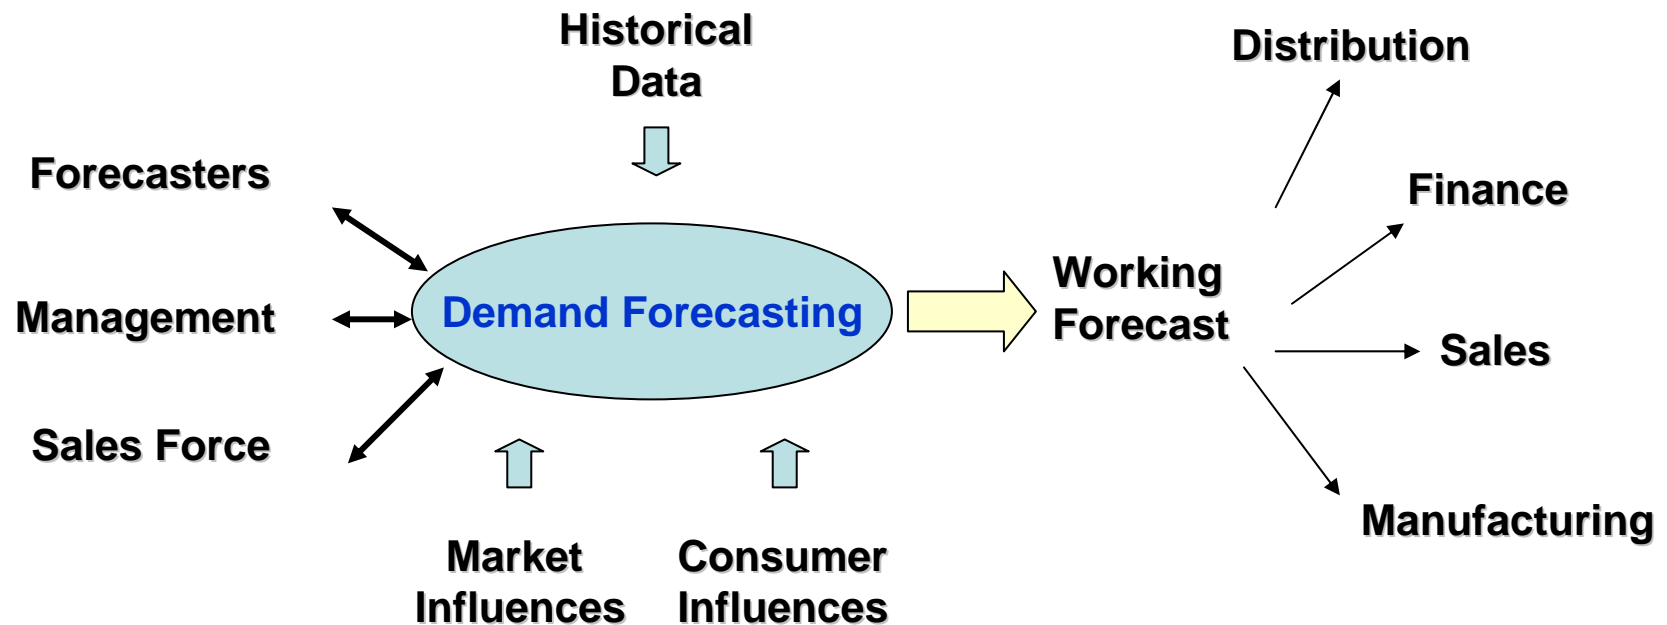 Historical
Data
Distribution
Forecasters
Finance
Management
Demand Forecasting
Working
Forecast
Sales
Sales Force
Manufacturing
Market
Influences
Consumer
Influences